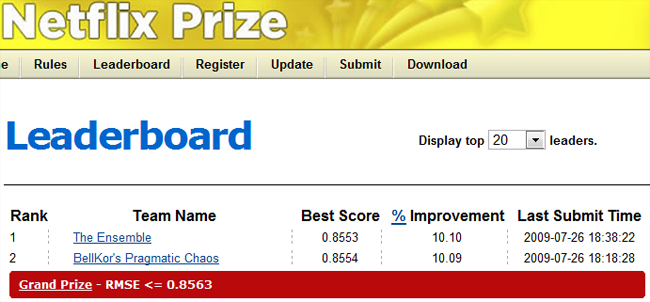 Netflix Prize
e Rules Leaderboard Register Update Submit Download
Leaderboard Display top 20 leaders.
Rank Team Name Best Score % Improvement Last Submit Time
1 The Ensemble 0.8553 10.10 2009-07-26 18:38:22
2 BellKor's Pragmatic Chaos 0.8554 10.09 2009-07-26 18:18:28
Grand Prize - RMSE <= 0.8563